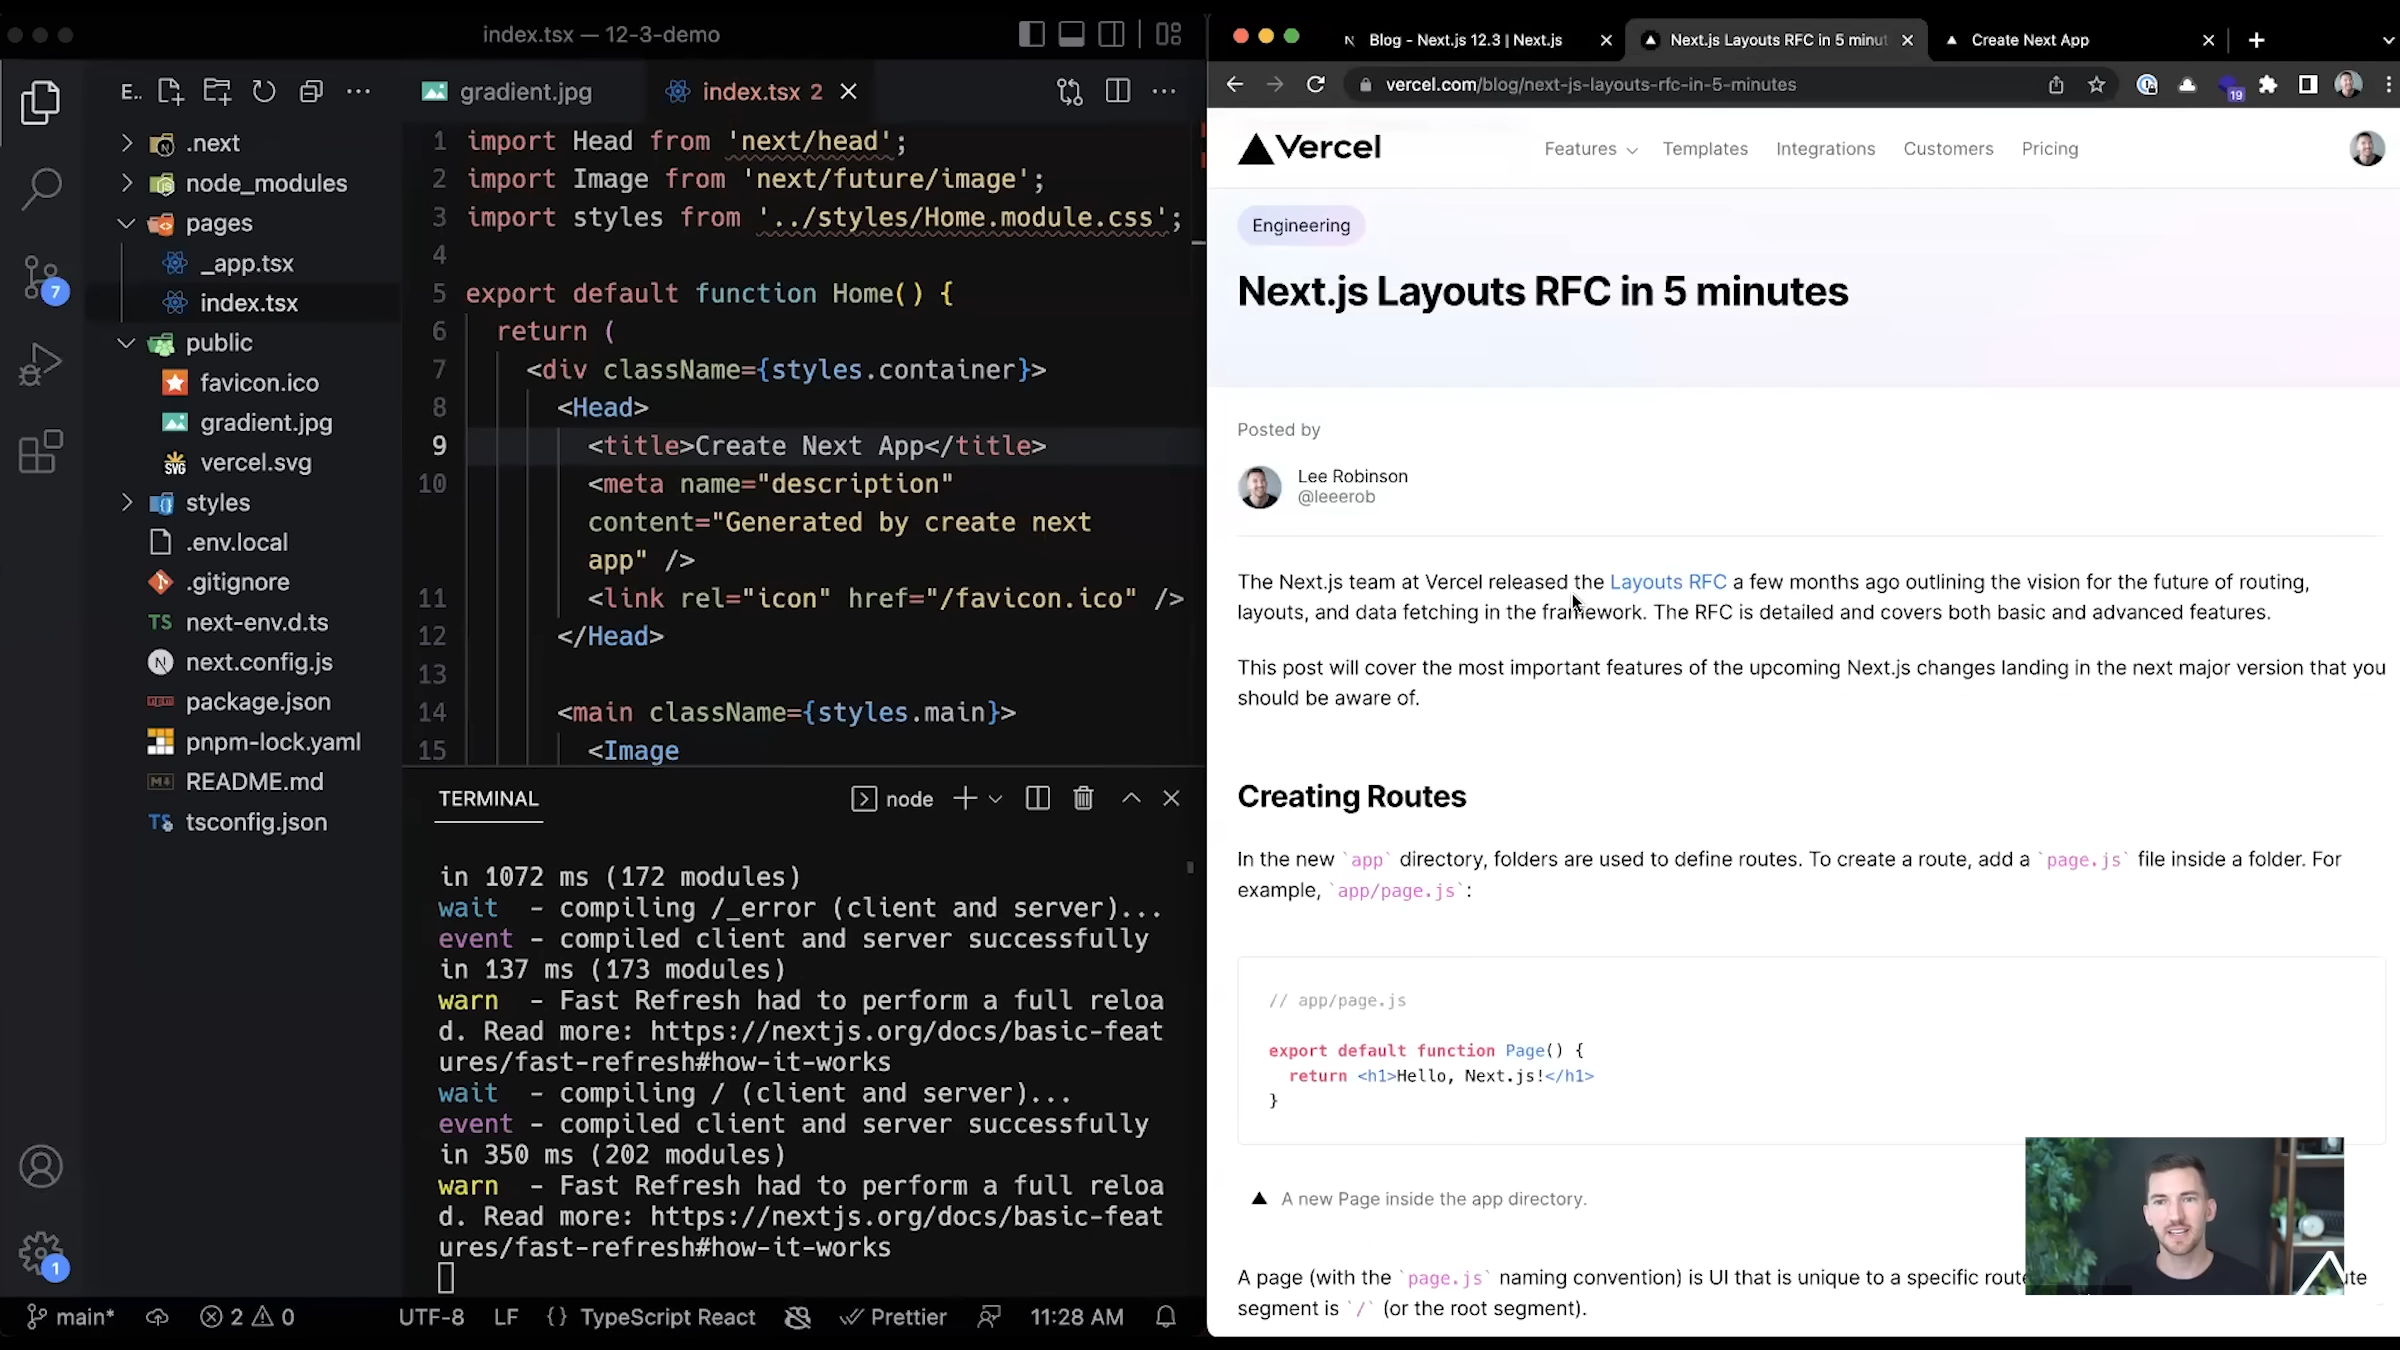 index.tsx — 12-3-demo
E..
.next
node_modules
pages
_app.tsx
index.tsx
public
favicon.ico
gradient.jpg
vercel.svg
styles
.env.local
.gitignore
next-env.d.ts
next.config.js
package.json
pnpm-lock.yaml
README.md
tsconfig.json
7
1
gradient.jpg
index.tsx 2
1 import Head from 'next/head';
2 import Image from 'next/future/image';
3 import styles from '../styles/Home.module.css';
4
5 export default function Home() {
6 return (
7 <div className={styles.container}>
8 <Head>
9 <title>Create Next App</title>
10 <meta name="description"
content="Generated by create next
app" />
11 <link rel="icon" href="/favicon.ico" />
12 </Head>
13
14 <main className={styles.main}>
15 <Image
TERMINAL
node
in 1072 ms (172 modules)
wait - compiling /_error (client and server)...
event - compiled client and server successfully
in 137 ms (173 modules)
warn - Fast Refresh had to perform a full reloa
d. Read more: https://nextjs.org/docs/basic-feat
ures/fast-refresh#how-it-works
wait - compiling / (client and server)...
event - compiled client and server successfully
in 350 ms (202 modules)
warn - Fast Refresh had to perform a full reloa
d. Read more: https://nextjs.org/docs/basic-feat
ures/fast-refresh#how-it-works
main* 2 0 UTF-8 LF {} TypeScript React Prettier 11:28 AM
Blog - Next.js 12.3 | Next.js
Next.js Layouts RFC in 5 minut
Create Next App
vercel.com/blog/next-js-layouts-rfc-in-5-minutes
19
Vercel
Features Templates Integrations Customers Pricing
Engineering
Next.js Layouts RFC in 5 minutes
Posted by
Lee Robinson
@leeerob
The Next.js team at Vercel released the Layouts RFC a few months ago outlining the vision for the future of routing,
layouts, and data fetching in the framework. The RFC is detailed and covers both basic and advanced features.
This post will cover the most important features of the upcoming Next.js changes landing in the next major version that you
should be aware of.
Creating Routes
In the new `app` directory, folders are used to define routes. To create a route, add a `page.js` file inside a folder. For
example, `app/page.js`:
// app/page.js
export default function Page() {
return <h1>Hello, Next.js!</h1>
}
A new Page inside the app directory.
A page (with the `page.js` naming convention) is UI that is unique to a specific
segment is `/` (or the root segment).